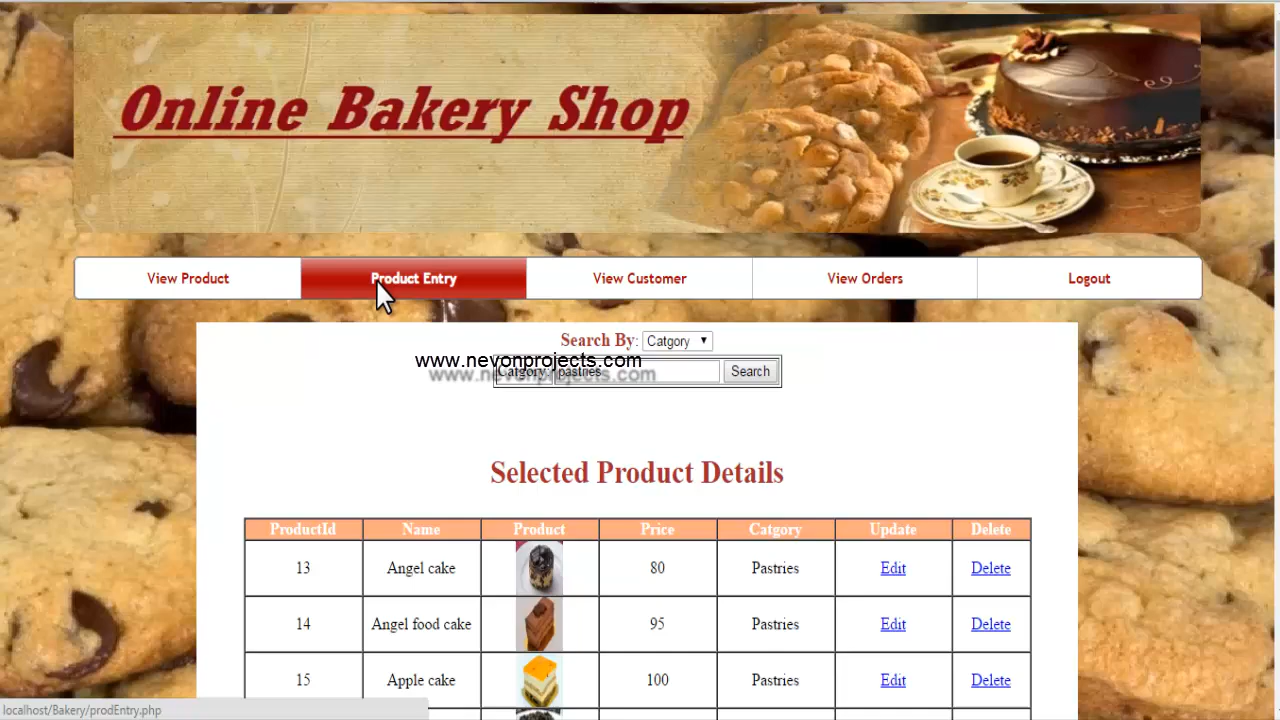 Online Bakery Shop
View Product Product Entry View Customer View Orders Logout
Search By: Catgory
www.nevonprojects.com
Catgory: pastries Search
Selected Product Details
ProductId Name Product Price Catgory Update Delete
13 Angel cake 80 Pastries Edit Delete
14 Angel food cake 95 Pastries Edit Delete
15 Apple cake 100 Pastries Edit Delete
localhost/Bakery/prodEntry.php